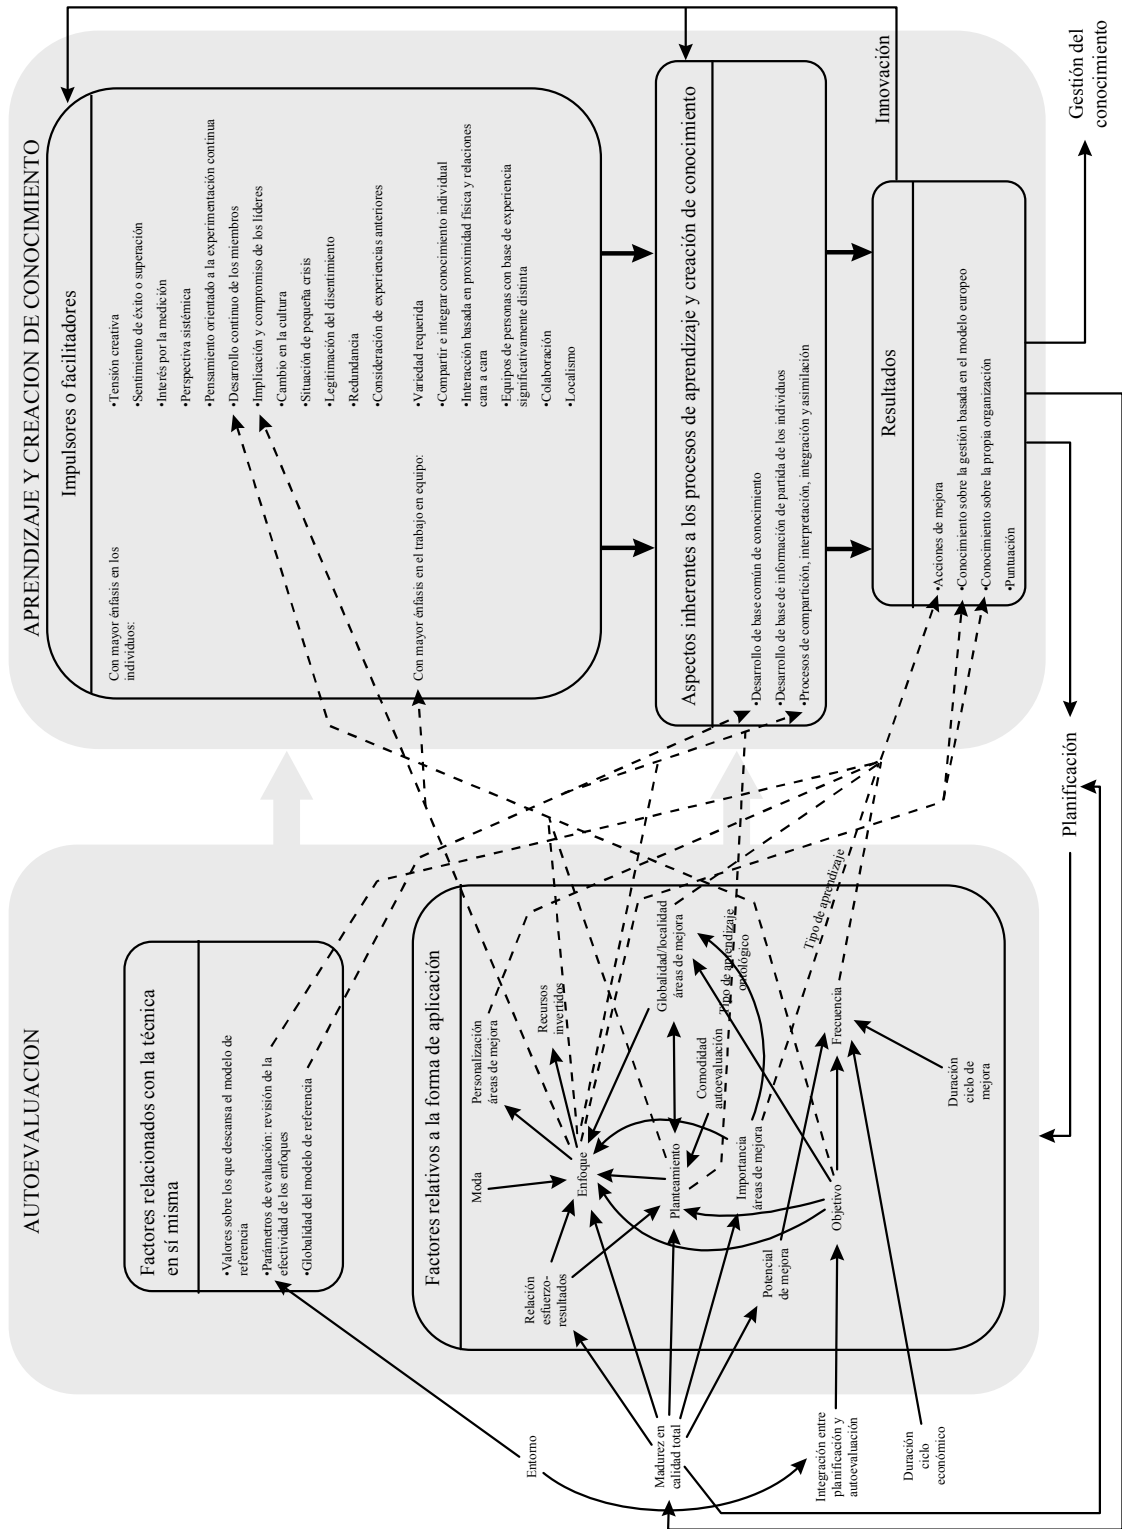 AUTOEVALUACION
Factores relacionados con la técnica
en sí misma
•Valores sobre los que descansa el modelo de
referencia
•Parámetros de evaluación: revisión de la
efectividad de los enfoques
•Globalidad del modelo de referencia
Factores relativos a la forma de aplicación
Moda
Personalización
áreas de mejora
Recursos
invertidos
Relación
esfuerzo-
resultados
Enfoque
Globalidad/localidad
áreas de mejora
Planteamiento
Comodidad
autoevaluación
Tipo de aprendizaje
ontológico
Importancia
áreas de mejora
Potencial
de mejora
Objetivo
Frecuencia
Tipo de aprendizaje
Duración
ciclo de
mejora
Entorno
Madurez en
calidad total
Integración entre
planificación y
autoevaluación
Duración
ciclo
económico
APRENDIZAJE Y CREACION DE CONOCIMIENTO
Impulsores o facilitadores
Con mayor énfasis en los
individuos:
•Tensión creativa
•Sentimiento de éxito o superación
•Interés por la medición
•Perspectiva sistémica
•Pensamiento orientado a la experimentación continua
•Desarrollo continuo de los miembros
•Implicación y compromiso de los líderes
•Cambio en la cultura
•Situación de pequeña crisis
•Legitimación del disentimiento
•Redundancia
•Consideración de experiencias anteriores
Con mayor énfasis en el trabajo en equipo:
•Variedad requerida
•Compartir e integrar conocimiento individual
•Interacción basada en proximidad física y relaciones
cara a cara
•Equipos de personas con base de experiencia
significativamente distinta
•Colaboración
•Localismo
Aspectos inherentes a los procesos de aprendizaje y creación de conocimiento
•Desarrollo de base común de conocimiento
•Desarrollo de base de información de partida de los individuos
•Procesos de compartición, interpretación, integración y asimilación
Resultados
•Acciones de mejora
•Conocimiento sobre la gestión basada en el modelo europeo
•Conocimiento sobre la propia organización
•Puntuación
Innovación
Planificación
Gestión del
conocimiento